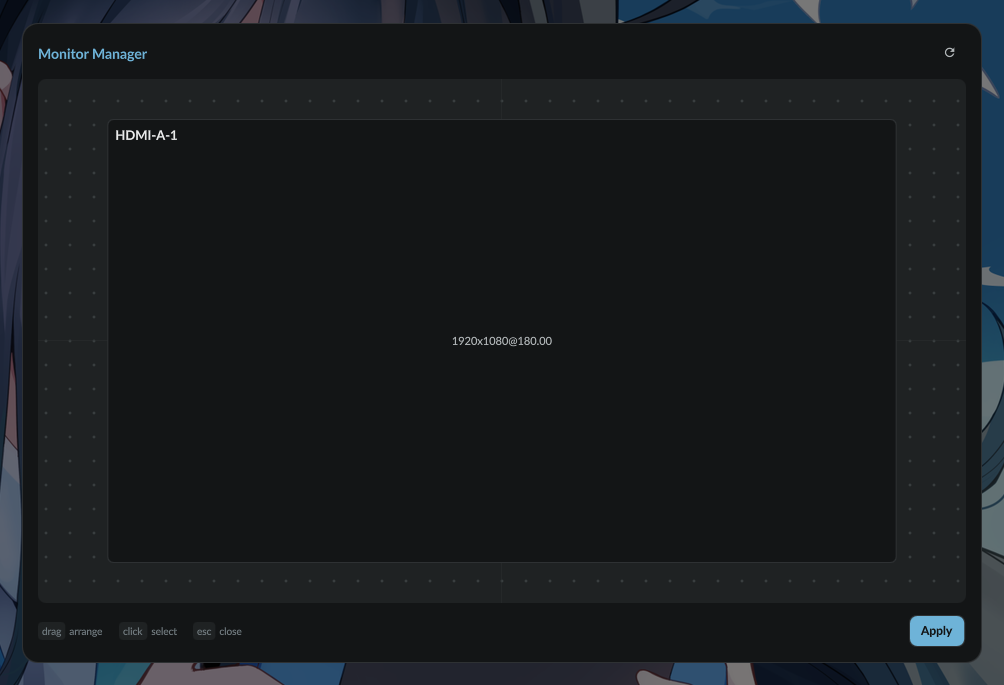 Monitor Manager
HDMI-A-1
1920x1080@180.00
drag arrange click select esc close
Apply